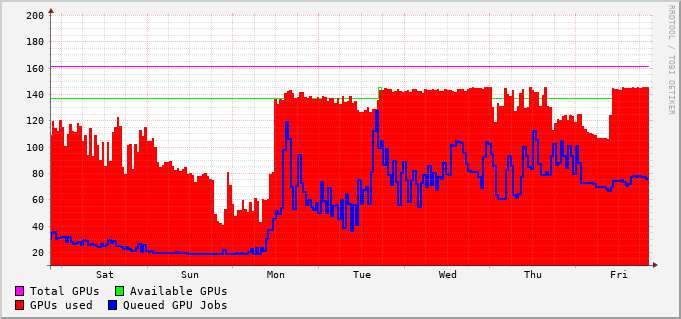 200
180
160
140
120
100
80
60
40
20
Sat Sun Mon Tue Wed Thu Fri
Total GPUs Available GPUs
GPUs used Queued GPU Jobs
RRDTOOL / TOBI OETIKER